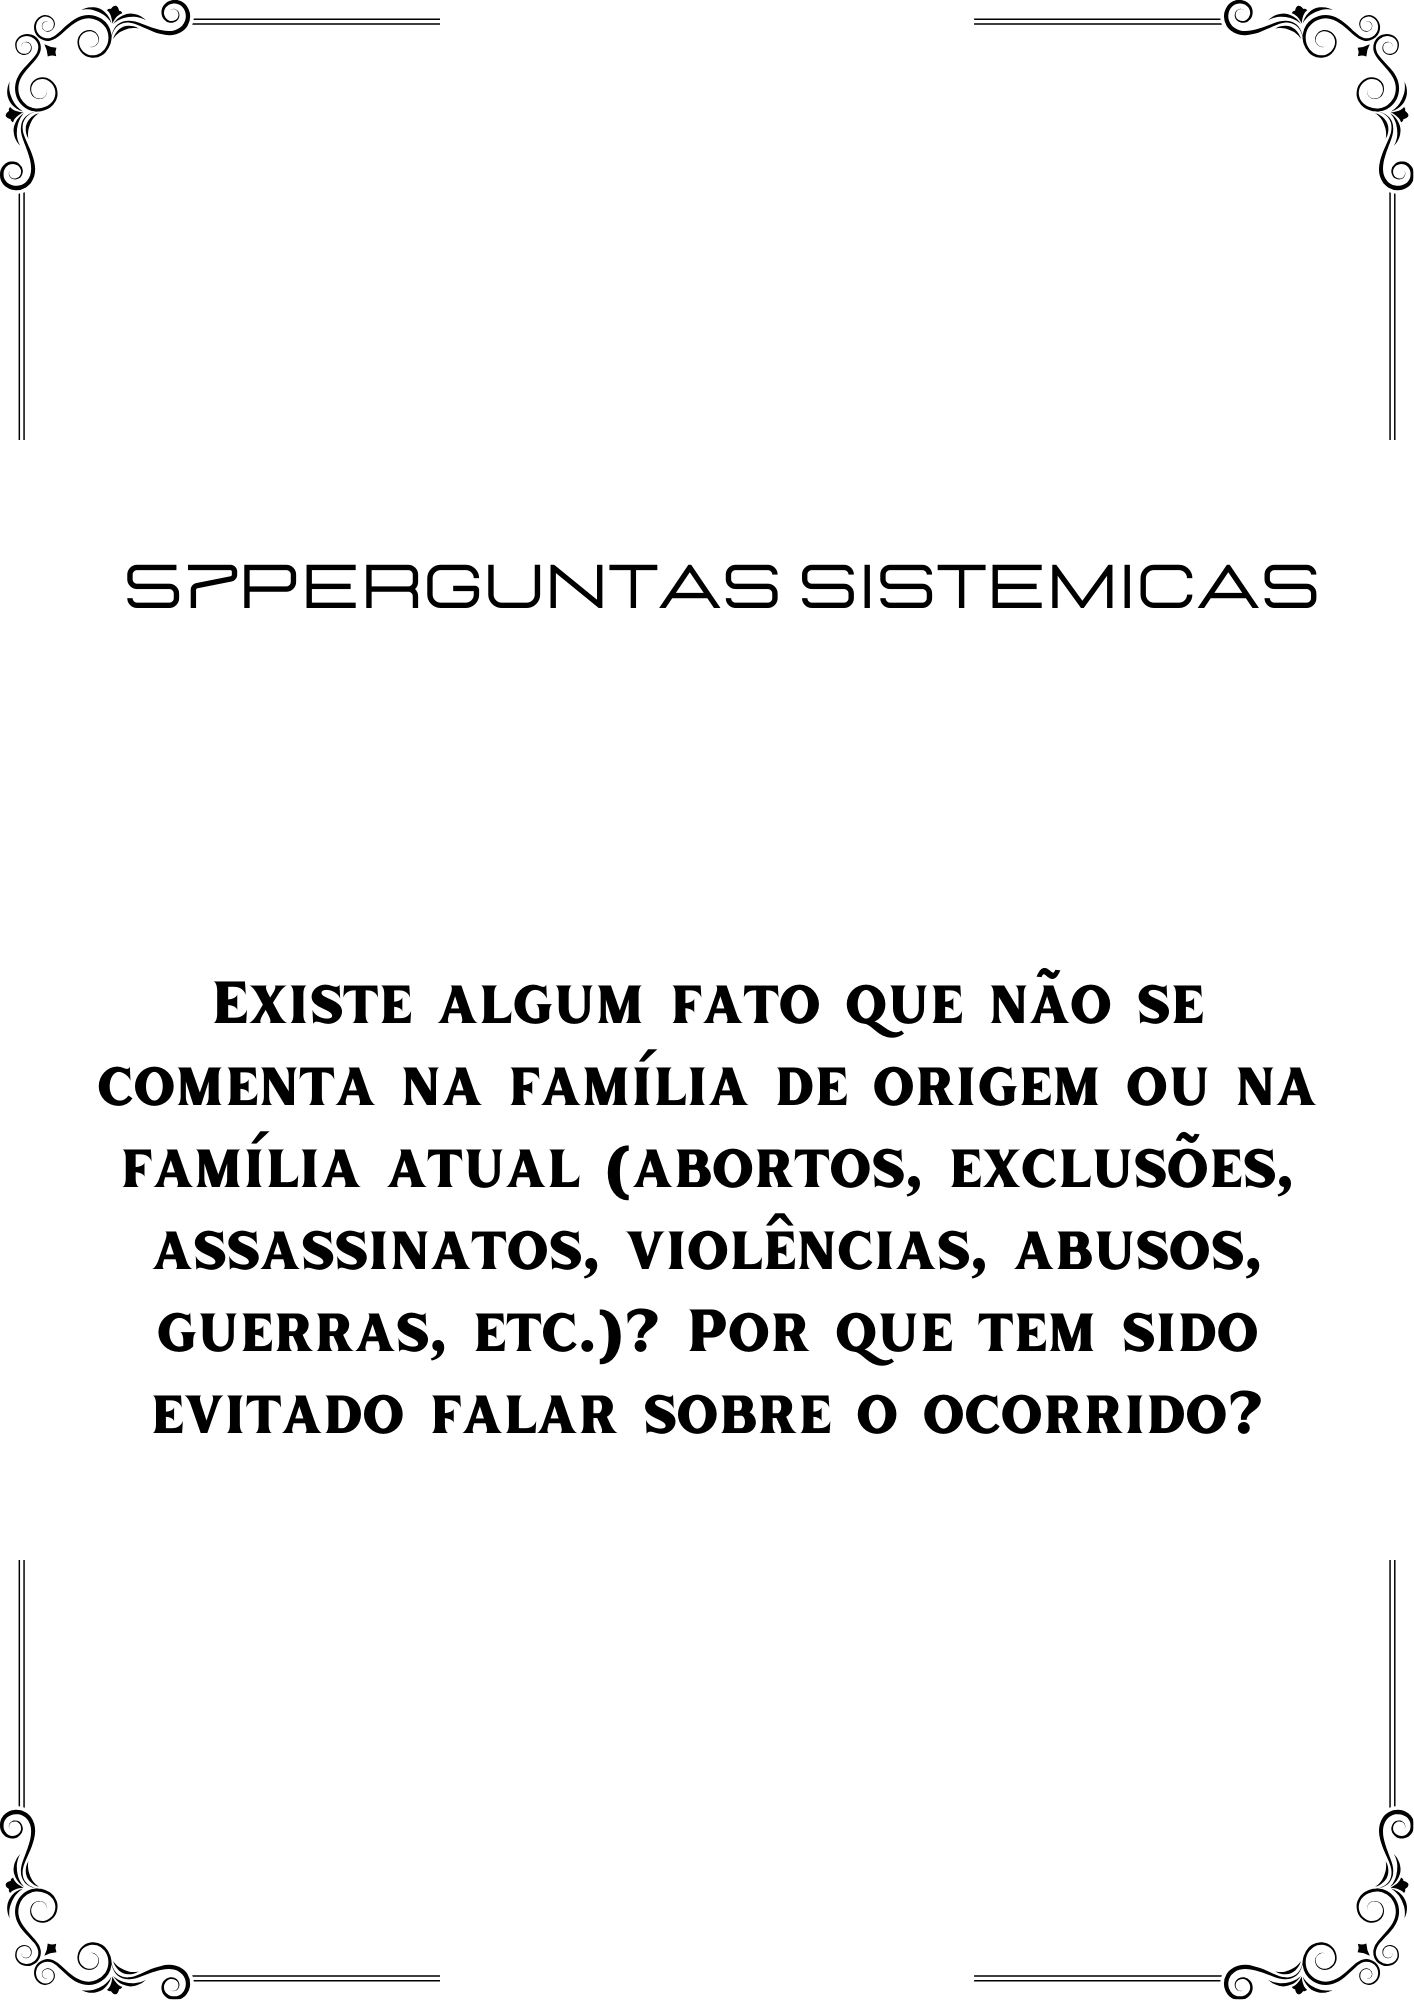 57PERGUNTAS SISTEMICAS
Existe algum fato que não se
comenta na família de origem ou na
família atual (abortos, exclusões,
assassinatos, violências, abusos,
guerras, etc.)? Por que tem sido
evitado falar sobre o ocorrido?